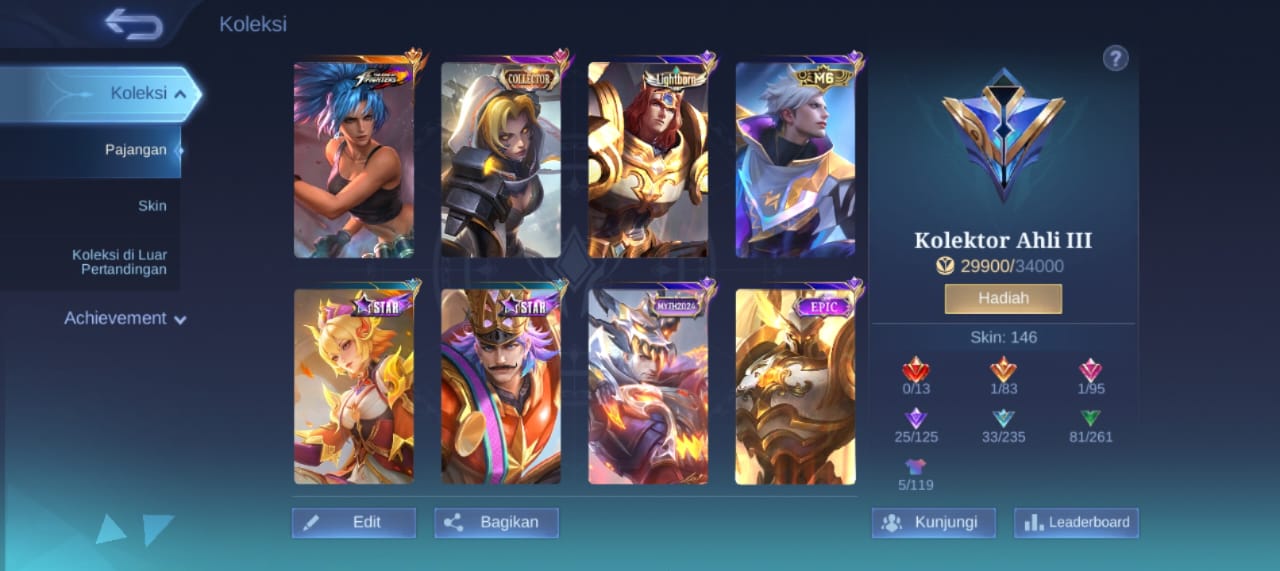 Koleksi
Koleksi
Pajangan
Skin
Koleksi di Luar
Pertandingan
Achievement
THE KING OF
FIGHTERS
COLLECTOR
Lightborn
M6
STAR
STAR
MYTH2024
EPIC
Edit
Bagikan
?
Kolektor Ahli III
29900/34000
Hadiah
Skin: 146
0/13
1/83
1/95
25/125
33/235
81/261
5/119
Kunjungi
Leaderboard